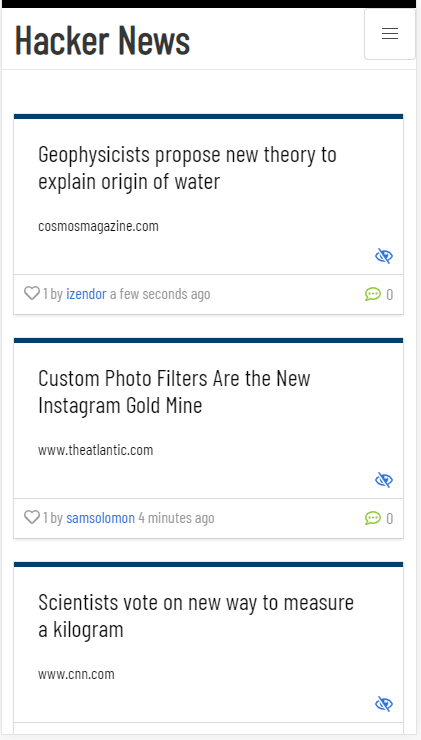 Hacker News
Geophysicists propose new theory to
explain origin of water
cosmosmagazine.com
1 by izendor a few seconds ago
0
Custom Photo Filters Are the New
Instagram Gold Mine
www.theatlantic.com
1 by samsolomon 4 minutes ago
0
Scientists vote on new way to measure
a kilogram
www.cnn.com